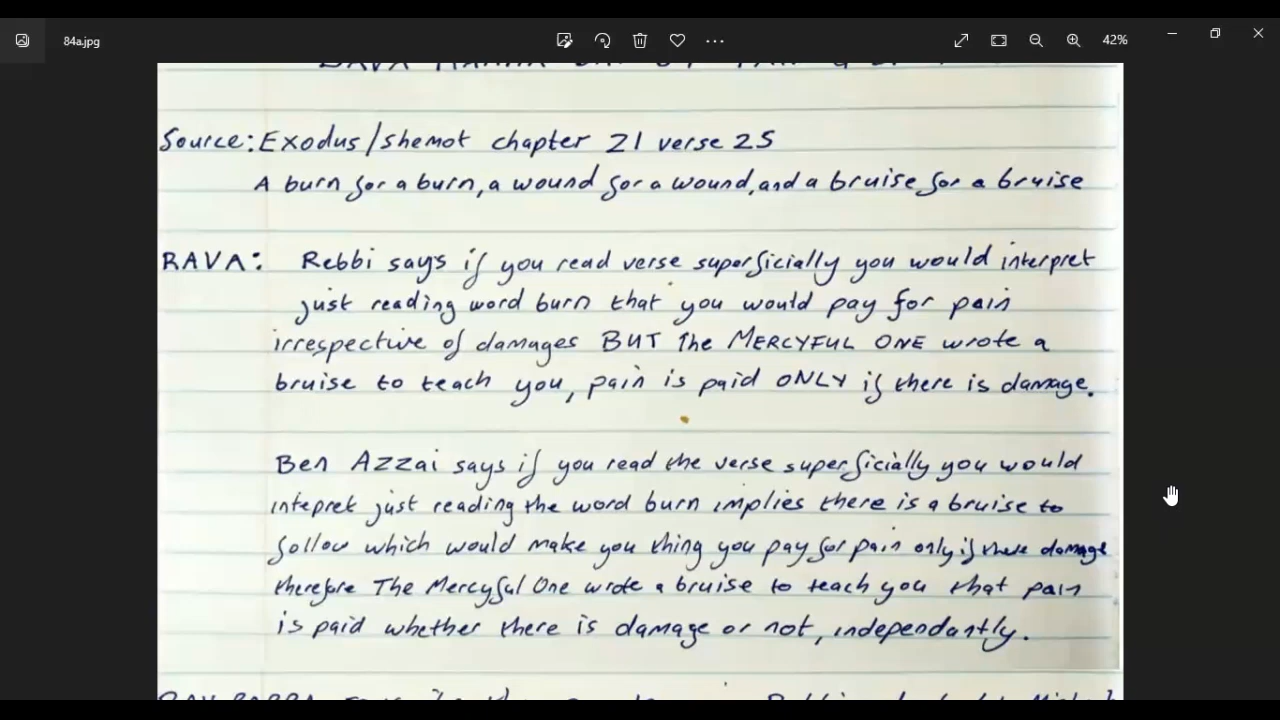 84a.jpg
42%
Source: Exodus/shemot chapter 21 verse 25
A burn for a burn, a wound for a wound, and a bruise for a bruise
RAVA: Rebbi says if you read verse superficially you would interpret
just reading word burn that you would pay for pain
irrespective of damages BUT The MERCYFUL ONE wrote a
bruise to teach you, pain is paid ONLY if there is damage.
Ben Azzai says if you read the verse superficially you would
intepret just reading the word burn implies there is a bruise to
follow which would make you thing you pay for pain only if there damage
therefore The Mercyful One wrote a bruise to teach you that pain
is paid whether there is damage or not, independantly.